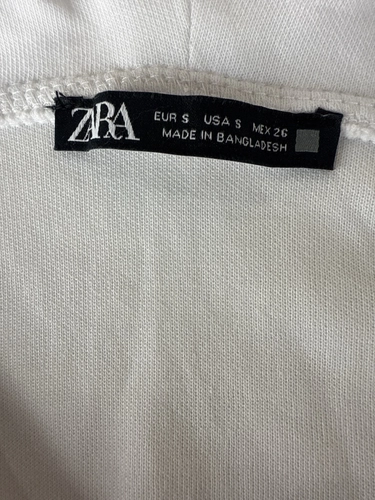 ZARA
EUR S USA S MEX 26
MADE IN BANGLADESH